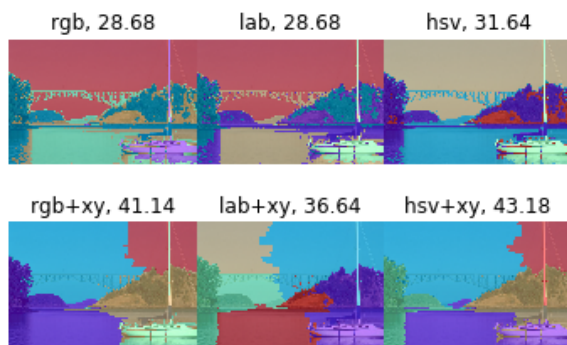 rgb, 28.68
lab, 28.68
hsv, 31.64
rgb+xy, 41.14
lab+xy, 36.64
hsv+xy, 43.18